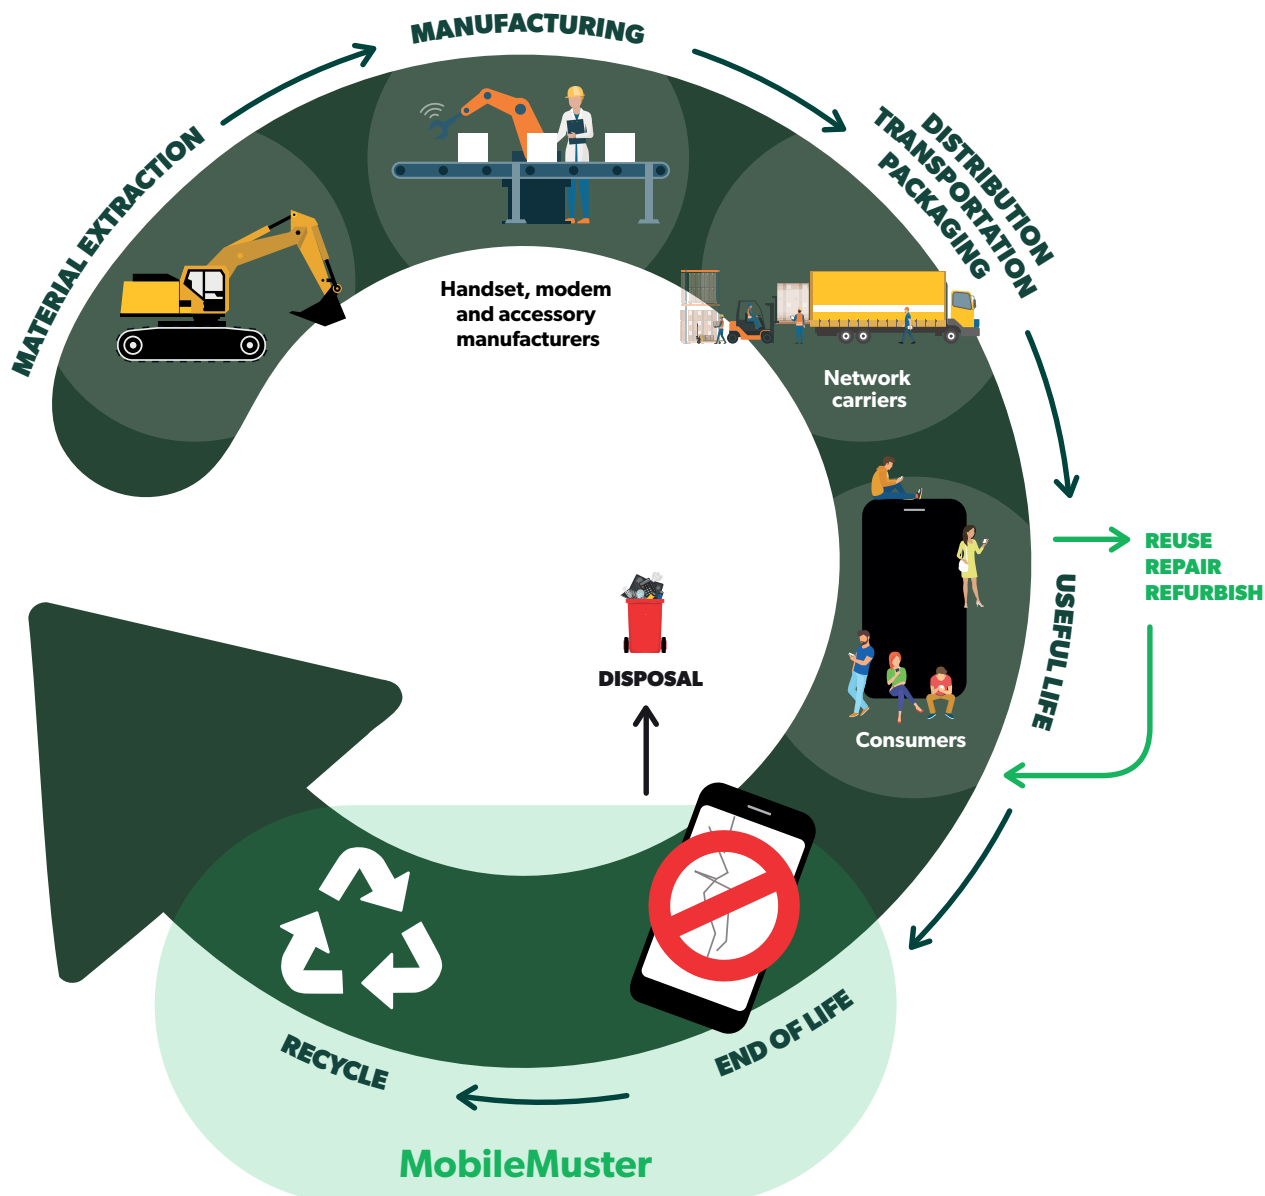 MATERIAL EXTRACTION
MANUFACTURING
Handset, modem
and accessory
manufacturers
DISTRIBUTION
TRANSPORTATION
PACKAGING
Network
carriers
REUSE
REPAIR
REFURBISH
USEFUL LIFE
Consumers
DISPOSAL
END OF LIFE
RECYCLE
MobileMuster